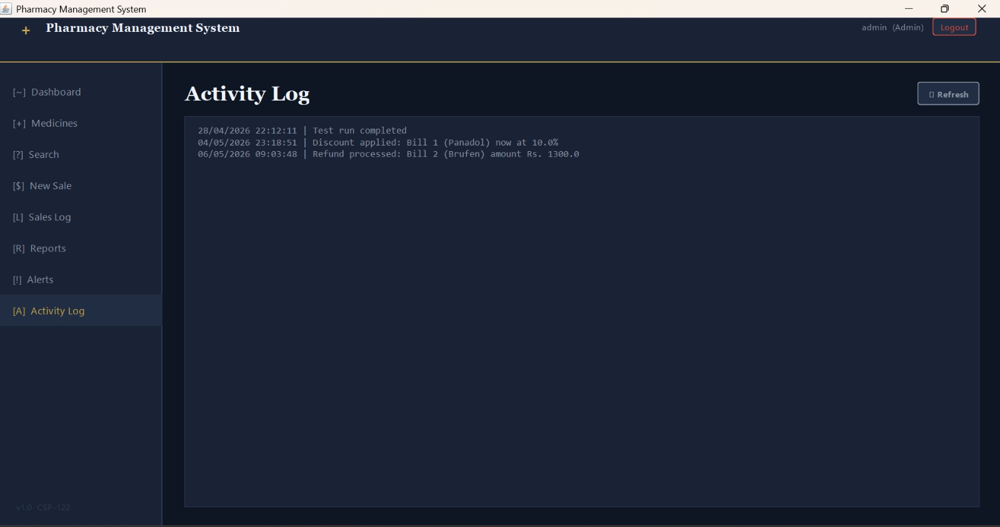 Pharmacy Management System
+ Pharmacy Management System
admin (Admin) Logout
[~] Dashboard
[+] Medicines
[?] Search
[$] New Sale
[L] Sales Log
[R] Reports
[!] Alerts
[A] Activity Log
v1.0 CSP-122
Activity Log
Refresh
28/04/2026 22:12:11 | Test run completed
04/05/2026 23:18:51 | Discount applied: Bill 1 (Panadol) now at 10.0%
06/05/2026 09:03:48 | Refund processed: Bill 2 (Brufen) amount Rs. 1300.0